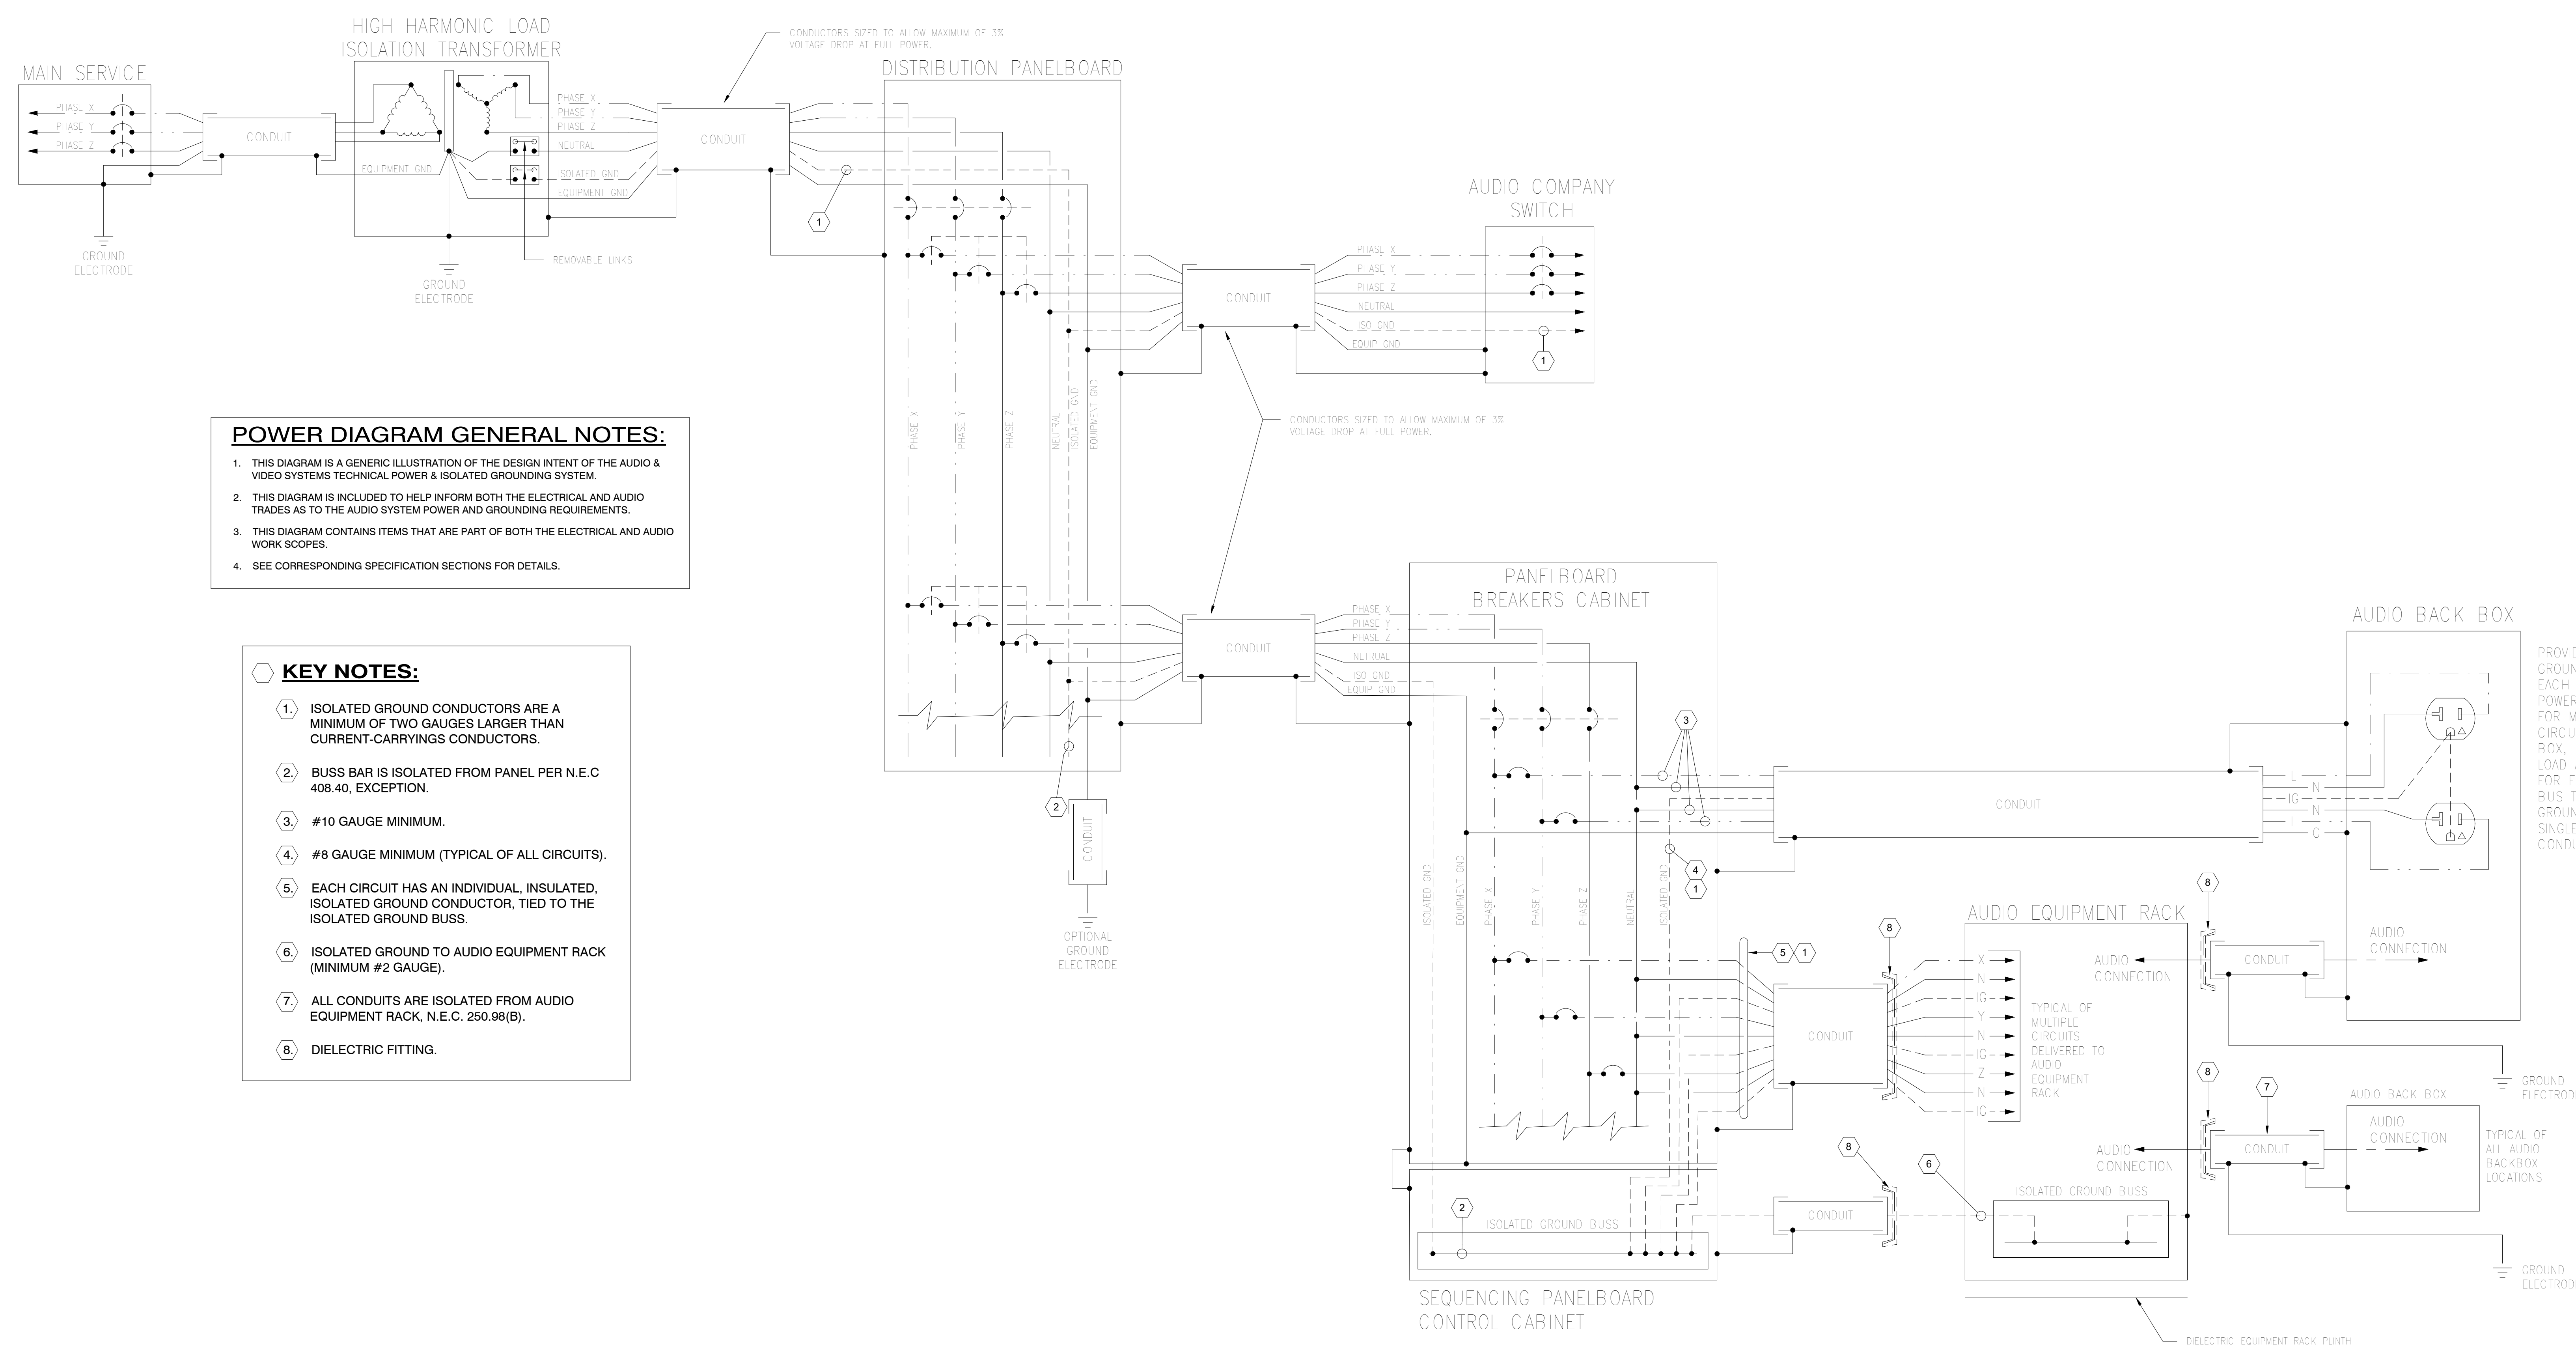 HIGH HARMONIC LOAD
ISOLATION TRANSFORMER
MAIN SERVICE
PHASE X
PHASE Y
PHASE Z
CONDUIT
EQUIPMENT GND
GROUND
ELECTRODE
GROUND
ELECTRODE
PHASE X
PHASE Y
PHASE Z
NEUTRAL
ISOLATED GND
EQUIPMENT GND
REMOVABLE LINKS
CONDUIT
CONDUCTORS SIZED TO ALLOW MAXIMUM OF 3%
VOLTAGE DROP AT FULL POWER.
1
DISTRIBUTION PANELBOARD
PHASE X
PHASE Y
PHASE Z
NEUTRAL
ISOLATED GND
EQUIPMENT GND
CONDUIT
AUDIO COMPANY
SWITCH
PHASE X
PHASE Y
PHASE Z
NEUTRAL
ISO GND
EQUIP GND
1
CONDUCTORS SIZED TO ALLOW MAXIMUM OF 3%
VOLTAGE DROP AT FULL POWER.
POWER DIAGRAM GENERAL NOTES:
1. THIS DIAGRAM IS A GENERIC ILLUSTRATION OF THE DESIGN INTENT OF THE AUDIO &
VIDEO SYSTEMS TECHNICAL POWER & ISOLATED GROUNDING SYSTEM.
2. THIS DIAGRAM IS INCLUDED TO HELP INFORM BOTH THE ELECTRICAL AND AUDIO
TRADES AS TO THE AUDIO SYSTEM POWER AND GROUNDING REQUIREMENTS.
3. THIS DIAGRAM CONTAINS ITEMS THAT ARE PART OF BOTH THE ELECTRICAL AND AUDIO
WORK SCOPES.
4. SEE CORRESPONDING SPECIFICATION SECTIONS FOR DETAILS.
KEY NOTES:
1. ISOLATED GROUND CONDUCTORS ARE A
MINIMUM OF TWO GAUGES LARGER THAN
CURRENT-CARRYINGS CONDUCTORS.
2. BUSS BAR IS ISOLATED FROM PANEL PER N.E.C
408.40, EXCEPTION.
3. #10 GAUGE MINIMUM.
4. #8 GAUGE MINIMUM (TYPICAL OF ALL CIRCUITS).
5. EACH CIRCUIT HAS AN INDIVIDUAL, INSULATED,
ISOLATED GROUND CONDUCTOR, TIED TO THE
ISOLATED GROUND BUSS.
6. ISOLATED GROUND TO AUDIO EQUIPMENT RACK
(MINIMUM #2 GAUGE).
7. ALL CONDUITS ARE ISOLATED FROM AUDIO
EQUIPMENT RACK, N.E.C. 250.98(B).
8. DIELECTRIC FITTING.
2
CONDUIT
OPTIONAL
GROUND
ELECTRODE
CONDUIT
PHASE X
PHASE Y
PHASE Z
NETRUAL
ISO GND
EQUIP GND
PANELBOARD
BREAKERS CABINET
3
ISOLATED GND
EQUIPMENT GND
PHASE X
PHASE Y
PHASE Z
NEUTRAL
ISOLATED GND
4
1
5
1
CONDUIT
L
N
IG
N
L
G
AUDIO BACK BOX
8
CONDUIT
AUDIO EQUIPMENT RACK
X
N
IG
Y
N
IG
Z
N
IG
TYPICAL OF
MULTIPLE
CIRCUITS
DELIVERED TO
AUDIO
EQUIPMENT
RACK
AUDIO
CONNECTION
8
CONDUIT
AUDIO
CONNECTION
GROUND
AUDIO
CONNECTION
8
7
CONDUIT
AUDIO BACK BOX
AUDIO
CONNECTION
TYPICAL OF
ALL AUDIO
BACKBOX
LOCATIONS
GROUND
8
6
CONDUIT
ISOLATED GROUND BUSS
2
ISOLATED GROUND BUSS
SEQUENCING PANELBOARD
CONTROL CABINET
DIELECTRIC EQUIPMENT RACK PLINTH